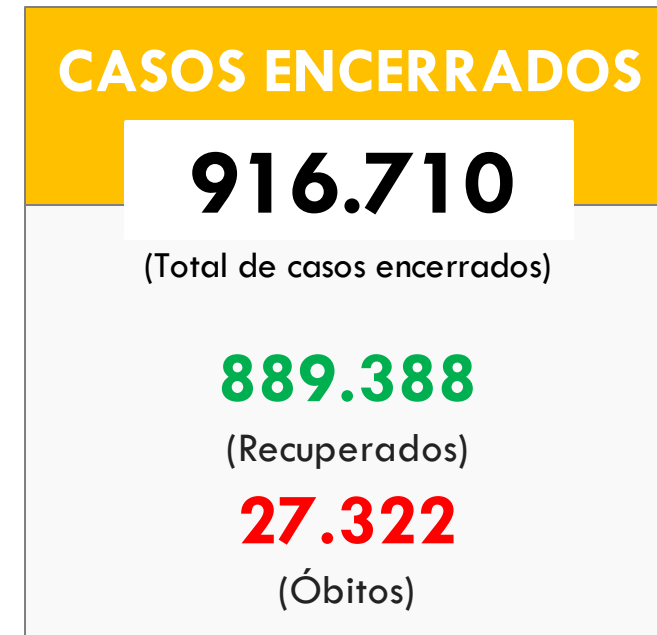 CASOS ENCERRADOS
916.710
(Total de casos encerrados)
889.388
(Recuperados)
27.322
(Óbitos)